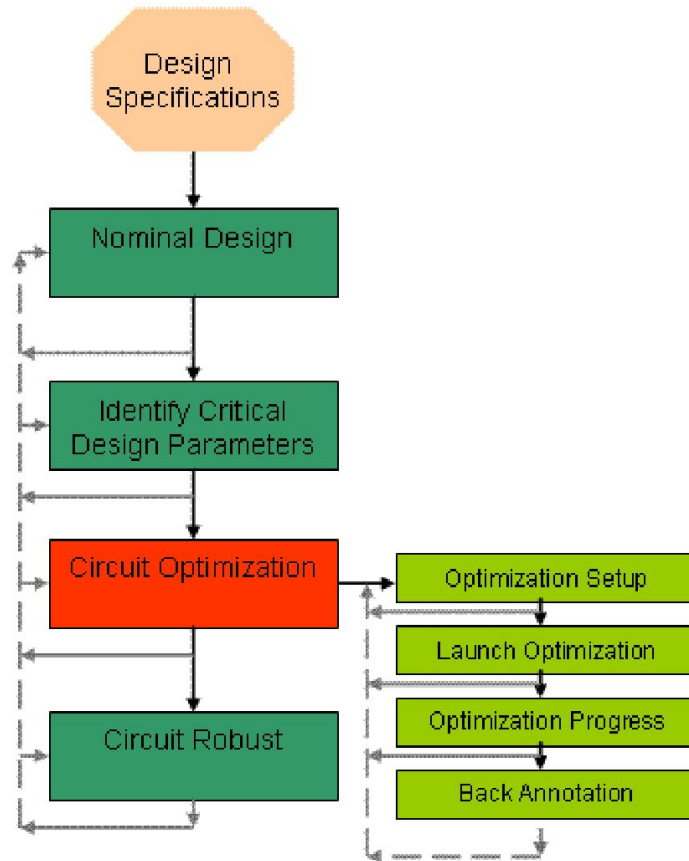 Design
Specifications
Nominal Design
Identify Critical
Design Parameters
Circuit Optimization
Circuit Robust
Optimization Setup
Launch Optimization
Optimization Progress
Back Annotation